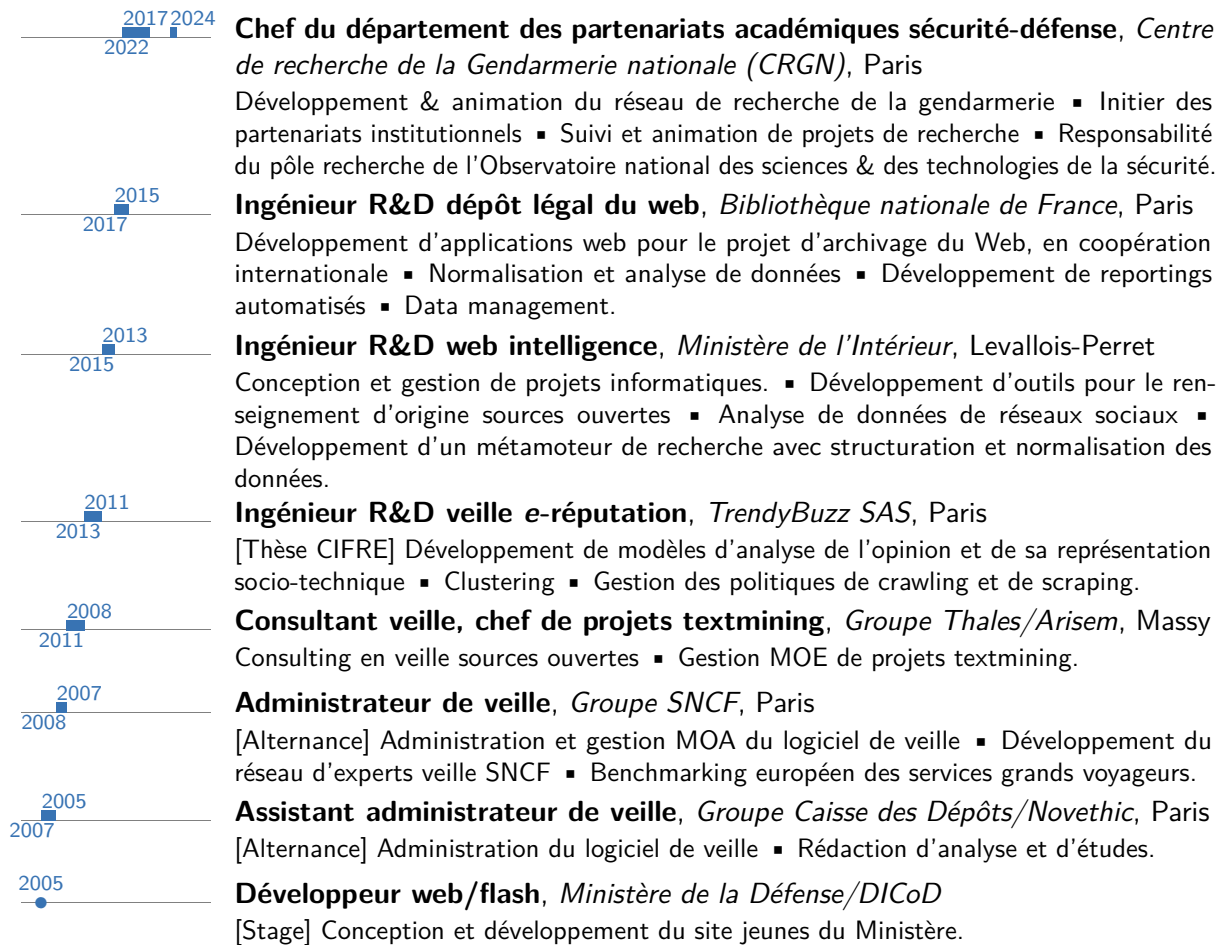 2017 2024
2022
Chef du département des partenariats académiques sécurité-défense, Centre
de recherche de la Gendarmerie nationale (CRGN), Paris
Développement & animation du réseau de recherche de la gendarmerie ▪ Initier des
partenariats institutionnels ▪ Suivi et animation de projets de recherche ▪ Responsabilité
du pôle recherche de l'Observatoire national des sciences & des technologies de la sécurité.
2015
2017
Ingénieur R&D dépôt légal du web, Bibliothèque nationale de France, Paris
Développement d'applications web pour le projet d'archivage du Web, en coopération
internationale ▪ Normalisation et analyse de données ▪ Développement de reportings
automatisés ▪ Data management.
2013
2015
Ingénieur R&D web intelligence, Ministère de l'Intérieur, Levallois-Perret
Conception et gestion de projets informatiques. ▪ Développement d'outils pour le ren-
seignement d'origine sources ouvertes ▪ Analyse de données de réseaux sociaux ▪
Développement d'un métamoteur de recherche avec structuration et normalisation des
données.
2011
2013
Ingénieur R&D veille e-réputation, TrendyBuzz SAS, Paris
[Thèse CIFRE] Développement de modèles d'analyse de l'opinion et de sa représentation
socio-technique ▪ Clustering ▪ Gestion des politiques de crawling et de scraping.
2008
2011
Consultant veille, chef de projets textmining, Groupe Thales/Arisem, Massy
Consulting en veille sources ouvertes ▪ Gestion MOE de projets textmining.
2007
2008
Administrateur de veille, Groupe SNCF, Paris
[Alternance] Administration et gestion MOA du logiciel de veille ▪ Développement du
réseau d'experts veille SNCF ▪ Benchmarking européen des services grands voyageurs.
2005
2007
Assistant administrateur de veille, Groupe Caisse des Dépôts/Novethic, Paris
[Alternance] Administration du logiciel de veille ▪ Rédaction d'analyse et d'études.
2005
Développeur web/flash, Ministère de la Défense/DICoD
[Stage] Conception et développement du site jeunes du Ministère.